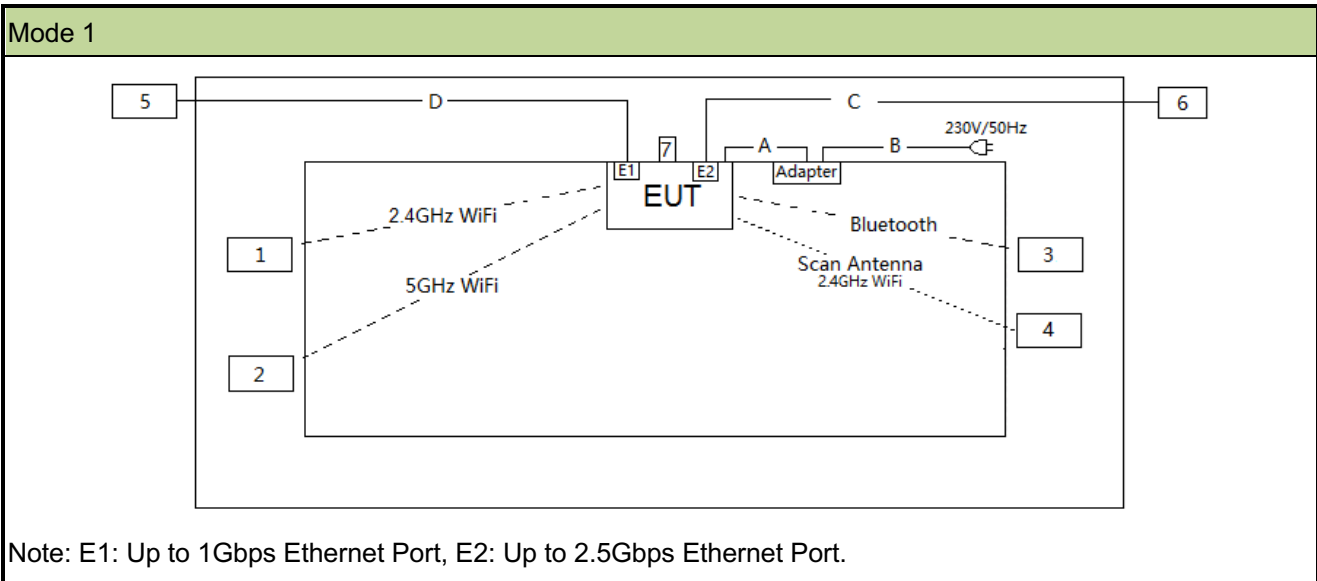 Mode 1
5
D
C
6
230V/50Hz
7
A
B
E1
E2
Adapter
EUT
2.4GHz WiFi
Bluetooth
1
3
Scan Antenna
2.4GHz WiFi
5GHz WiFi
4
2
Note: E1: Up to 1Gbps Ethernet Port, E2: Up to 2.5Gbps Ethernet Port.